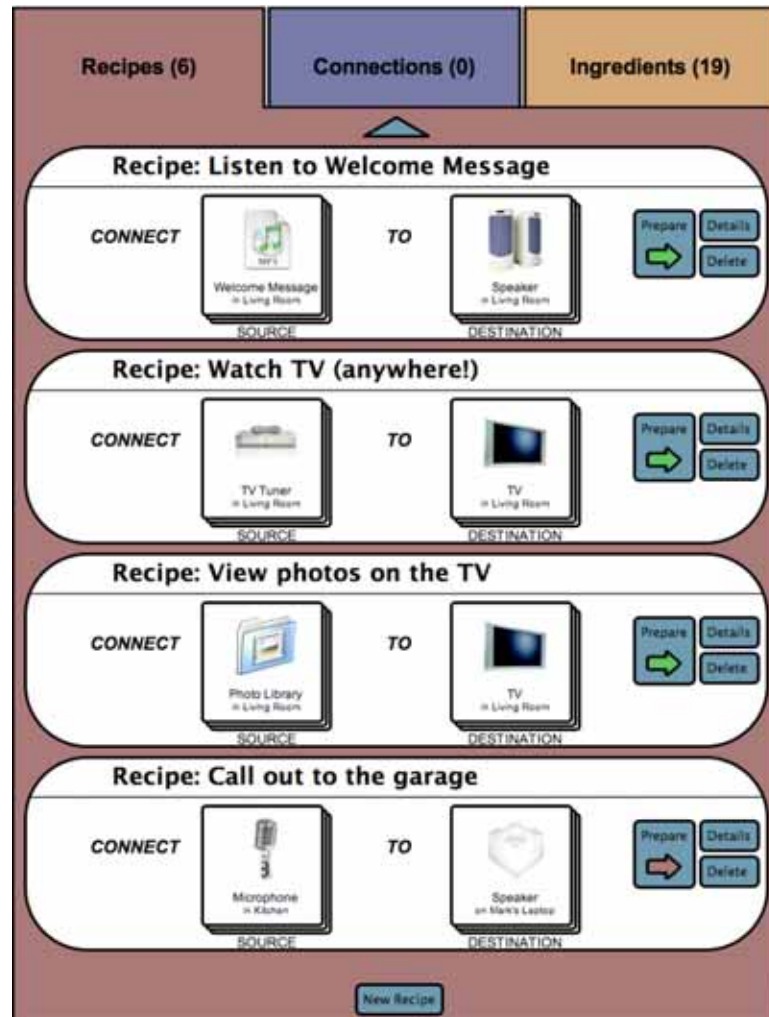 Recipes (6)
Connections (0)
Ingredients (19)
Recipe: Listen to Welcome Message
CONNECT
MP3
Welcome Message
in Living Room
SOURCE
TO
Speaker
in Living Room
DESTINATION
Prepare
Details
Delete
Recipe: Watch TV (anywhere!)
CONNECT
TV Tuner
in Living Room
SOURCE
TO
TV
in Living Room
DESTINATION
Prepare
Details
Delete
Recipe: View photos on the TV
CONNECT
Photo Library
in Living Room
SOURCE
TO
TV
in Living Room
DESTINATION
Prepare
Details
Delete
Recipe: Call out to the garage
CONNECT
Microphone
in Kitchen
SOURCE
TO
Speaker
on Mark's Laptop
DESTINATION
Prepare
Details
Delete
New Recipe